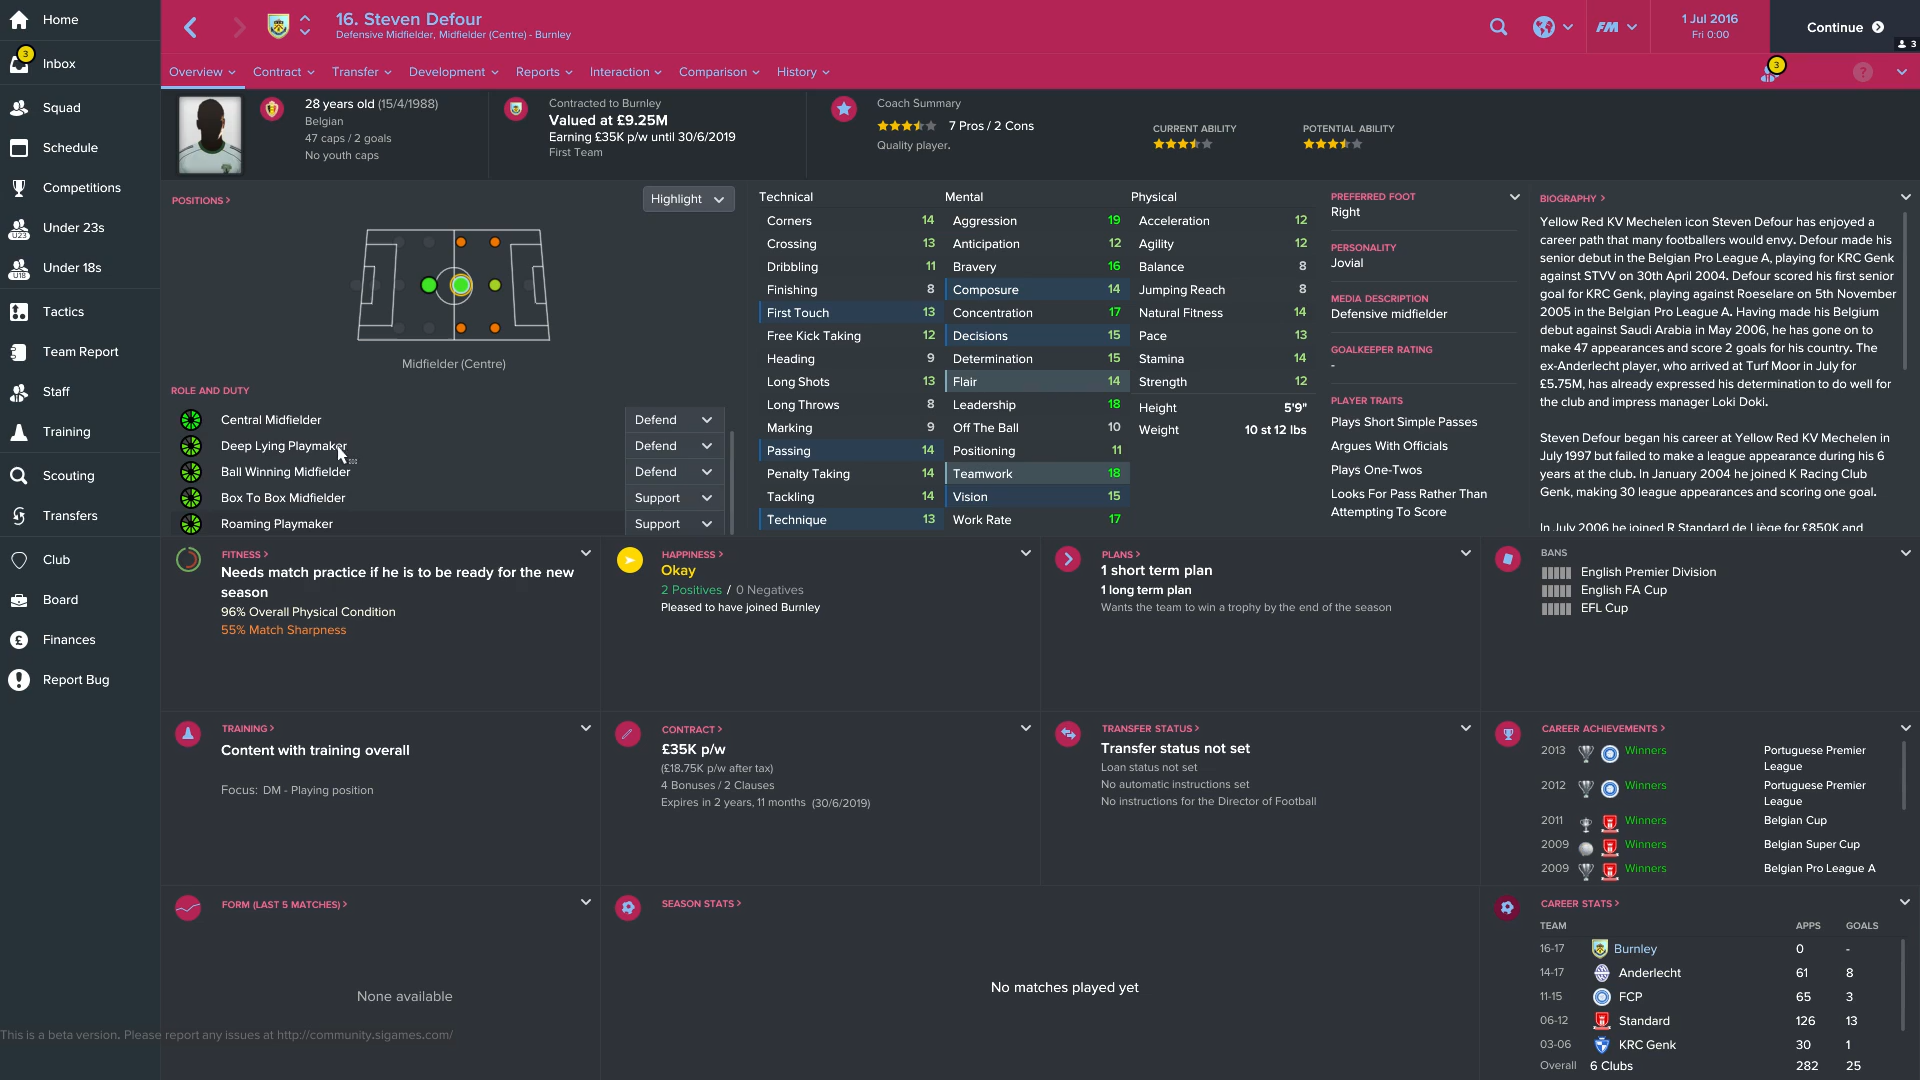 Home
3
Inbox
Squad
Schedule
Competitions
Under 23s
U23
Under 18s
U18
Tactics
Team Report
Staff
Training
Scouting
Transfers
Club
Board
Finances
Report Bug
16. Steven Defour
Defensive Midfielder, Midfielder (Centre) - Burnley
FM
1 Jul 2016
Fri 0:00
Continue
3
Overview Contract Transfer Development Reports Interaction Comparison History
3
?
28 years old (15/4/1988)
Belgian
47 caps / 2 goals
No youth caps
Contracted to Burnley
Valued at £9.25M
Earning £35K p/w until 30/6/2019
First Team
Coach Summary
7 Pros / 2 Cons
Quality player.
CURRENT ABILITY
POTENTIAL ABILITY
POSITIONS >
Highlight
Midfielder (Centre)
ROLE AND DUTY
Central Midfielder Defend
Deep Lying Playmaker Defend
Ball Winning Midfielder Defend
Box To Box Midfielder Support
Roaming Playmaker Support
Technical
Corners 14
Crossing 13
Dribbling 11
Finishing 8
First Touch 13
Free Kick Taking 12
Heading 9
Long Shots 13
Long Throws 8
Marking 9
Passing 14
Penalty Taking 14
Tackling 14
Technique 13
Mental
Aggression 19
Anticipation 12
Bravery 16
Composure 14
Concentration 17
Decisions 15
Determination 15
Flair 14
Leadership 18
Off The Ball 10
Positioning 11
Teamwork 18
Vision 15
Work Rate 17
Physical
Acceleration 12
Agility 12
Balance 8
Jumping Reach 8
Natural Fitness 14
Pace 13
Stamina 14
Strength 12
Height 5'9"
Weight 10 st 12 lbs
PREFERRED FOOT
Right
PERSONALITY
Jovial
MEDIA DESCRIPTION
Defensive midfielder
GOALKEEPER RATING
-
PLAYER TRAITS
Plays Short Simple Passes
Argues With Officials
Plays One-Twos
Looks For Pass Rather Than
Attempting To Score
BIOGRAPHY >
Yellow Red KV Mechelen icon Steven Defour has enjoyed a
career path that many footballers would envy. Defour made his
senior debut in the Belgian Pro League A, playing for KRC Genk
against STVV on 30th April 2004. Defour scored his first senior
goal for KRC Genk, playing against Roeselare on 5th November
2005 in the Belgian Pro League A. Having made his Belgium
debut against Saudi Arabia in May 2006, he has gone on to
make 47 appearances and score 2 goals for his country. The
ex-Anderlecht player, who arrived at Turf Moor in July for
£5.75M, has already expressed his determination to do well for
the club and impress manager Loki Doki.
Steven Defour began his career at Yellow Red KV Mechelen in
July 1997 but failed to make a league appearance during his 6
years at the club. In January 2004 he joined K Racing Club
Genk, making 30 league appearances and scoring one goal.
In July 2006 he joined R Standard de Liège for £850K and
FITNESS >
Needs match practice if he is to be ready for the new
season
96% Overall Physical Condition
55% Match Sharpness
HAPPINESS >
Okay
2 Positives / 0 Negatives
Pleased to have joined Burnley
PLANS >
1 short term plan
1 long term plan
Wants the team to win a trophy by the end of the season
BANS
English Premier Division
English FA Cup
EFL Cup
TRAINING >
Content with training overall
Focus: DM - Playing position
CONTRACT >
£35K p/w
(£18.75K p/w after tax)
4 Bonuses / 2 Clauses
Expires in 2 years, 11 months (30/6/2019)
TRANSFER STATUS >
Transfer status not set
Loan status not set
No automatic instructions set
No instructions for the Director of Football
CAREER ACHIEVEMENTS >
2013 Winners Portuguese Premier
League
2012 Winners Portuguese Premier
League
2011 Winners Belgian Cup
2009 Winners Belgian Super Cup
2009 Winners Belgian Pro League A
FORM (LAST 5 MATCHES) >
None available
SEASON STATS >
No matches played yet
CAREER STATS >
TEAM APPS GOALS
16-17 Burnley 0 -
14-17 Anderlecht 61 8
11-15 FCP 65 3
06-12 Standard 126 13
03-06 KRC Genk 30 1
Overall 6 Clubs 282 25
This is a beta version. Please report any issues at http://community.sigames.com/